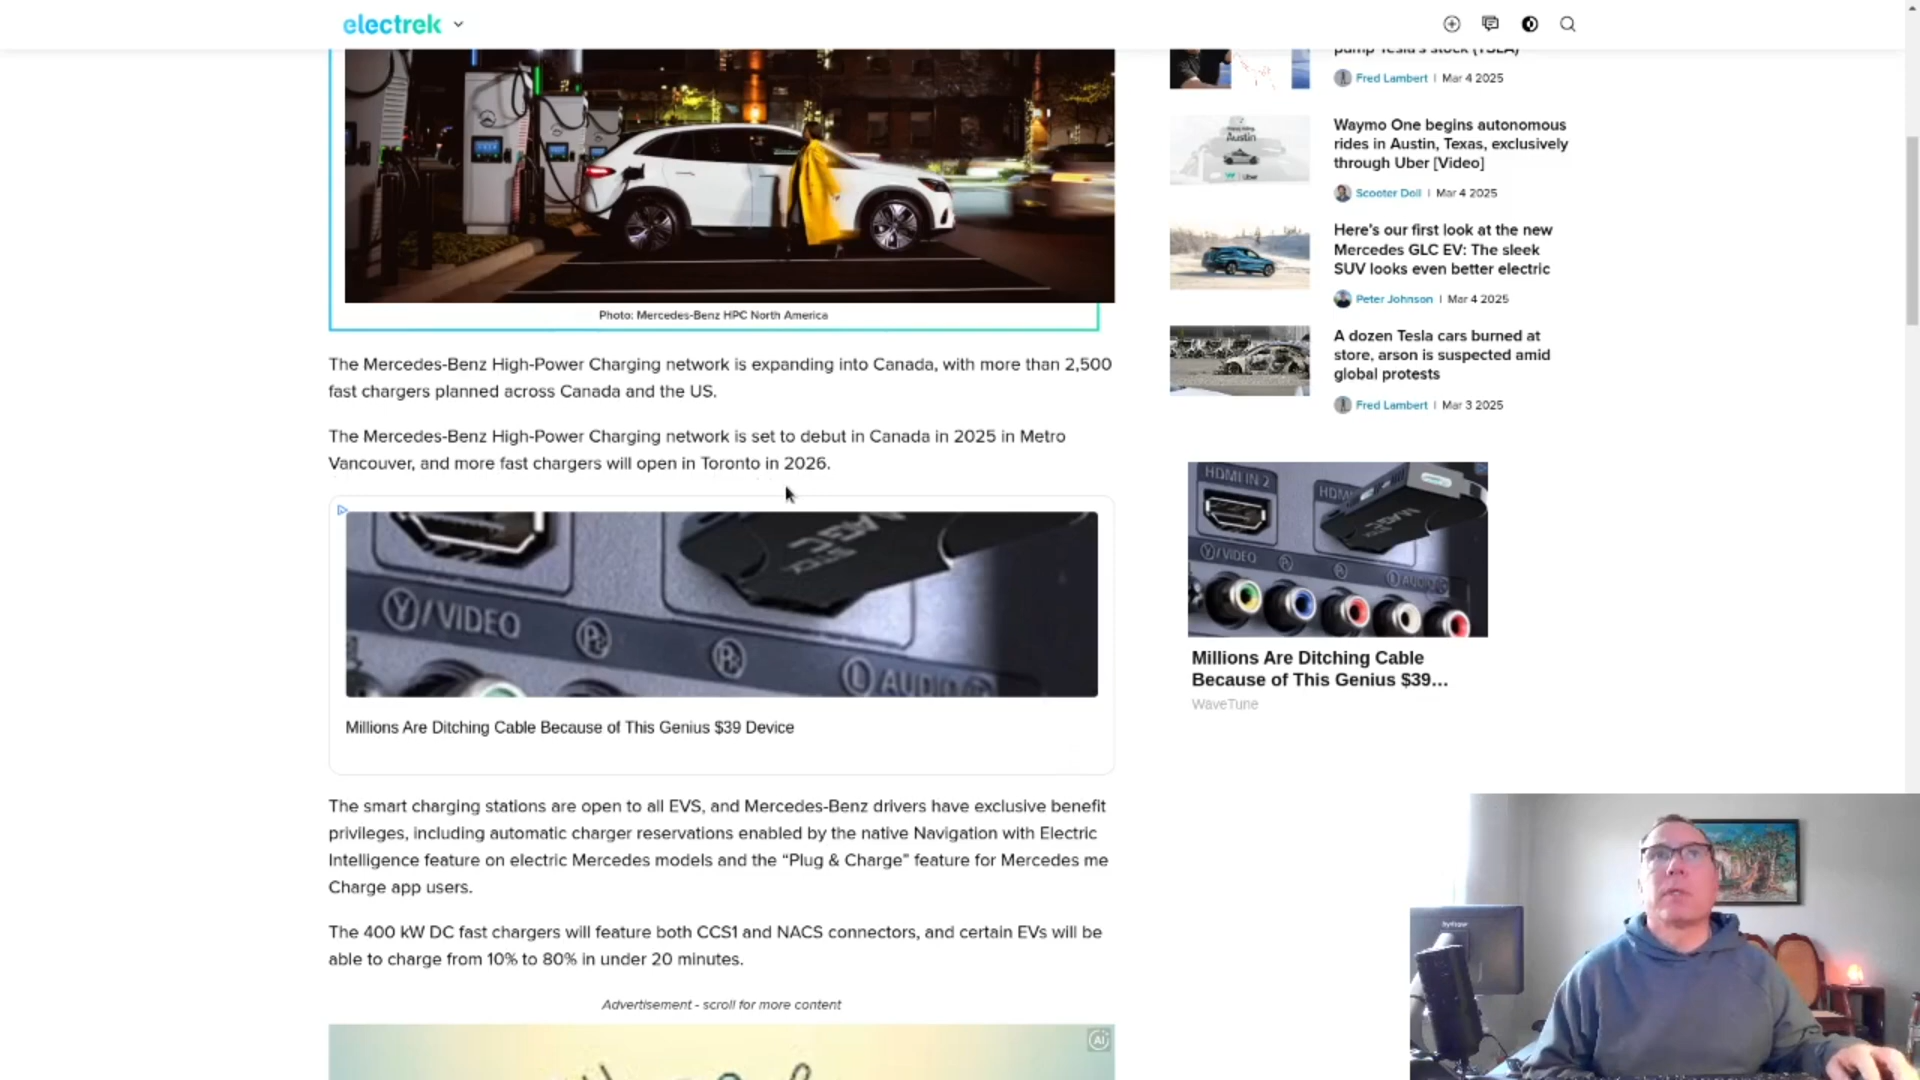 electrek
Photo: Mercedes-Benz HPC North America
The Mercedes-Benz High-Power Charging network is expanding into Canada, with more than 2,500
fast chargers planned across Canada and the US.
The Mercedes-Benz High-Power Charging network is set to debut in Canada in 2025 in Metro
Vancouver, and more fast chargers will open in Toronto in 2026.
Y/VIDEO
L AUDIO
Millions Are Ditching Cable Because of This Genius $39 Device
The smart charging stations are open to all EVS, and Mercedes-Benz drivers have exclusive benefit
privileges, including automatic charger reservations enabled by the native Navigation with Electric
Intelligence feature on electric Mercedes models and the “Plug & Charge” feature for Mercedes me
Charge app users.
The 400 kW DC fast chargers will feature both CCS1 and NACS connectors, and certain EVs will be
able to charge from 10% to 80% in under 20 minutes.
Advertisement - scroll for more content
pump Tesla's stock (TSLA)
Fred Lambert | Mar 4 2025
Austin
Uber
Waymo One begins autonomous
rides in Austin, Texas, exclusively
through Uber [Video]
Scooter Doll | Mar 4 2025
Here's our first look at the new
Mercedes GLC EV: The sleek
SUV looks even better electric
Peter Johnson | Mar 4 2025
A dozen Tesla cars burned at
store, arson is suspected amid
global protests
Fred Lambert | Mar 3 2025
HDMI IN 2
HDMI
Y/VIDEO
L AUDIO
Millions Are Ditching Cable
Because of This Genius $39...
WaveTune